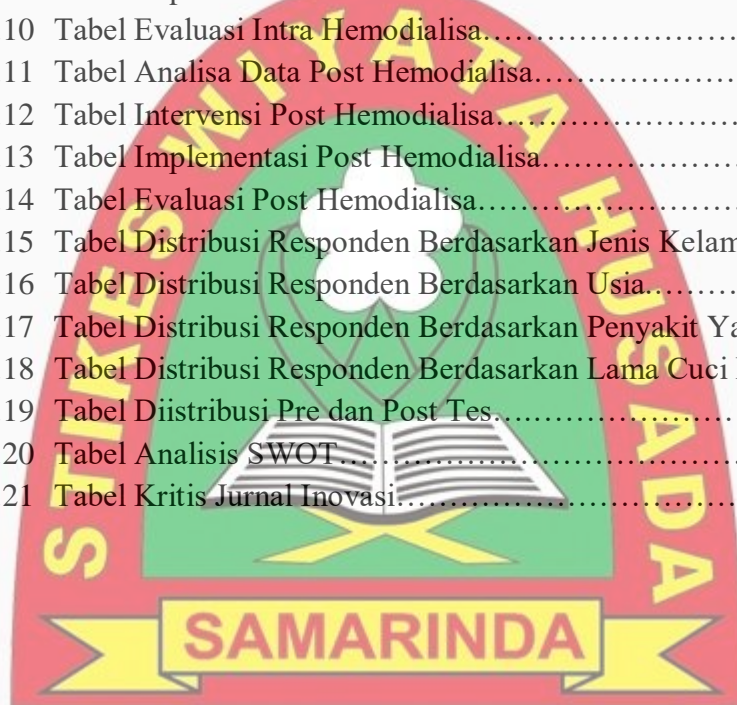 10 Tabel Evaluasi Intra Hemodialisa……………………
11 Tabel Analisa Data Post Hemodialisa………………
12 Tabel Intervensi Post Hemodialisa…………………
13 Tabel Implementasi Post Hemodialisa………………
14 Tabel Evaluasi Post Hemodialisa……………………
15 Tabel Distribusi Responden Berdasarkan Jenis Kelam
16 Tabel Distribusi Responden Berdasarkan Usia………
17 Tabel Distribusi Responden Berdasarkan Penyakit Ya
18 Tabel Distribusi Responden Berdasarkan Lama Cuci
19 Tabel Diistribusi Pre dan Post Tes……………………
20 Tabel Analisis SWOT…………………………………
21 Tabel Kritis Jurnal Inovasi……………………………
STIKES WIYATA HUSADA
SAMARINDA